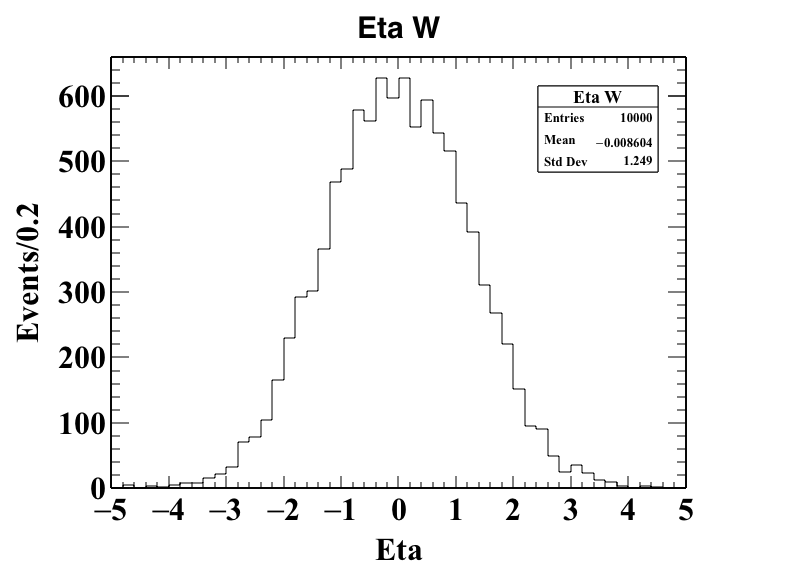 Eta W
600
500
400
300
200
100
0
Events/0.2
Eta W
Entries 10000
Mean −0.008604
Std Dev 1.249
−5 −4 −3 −2 −1 0 1 2 3 4 5
Eta